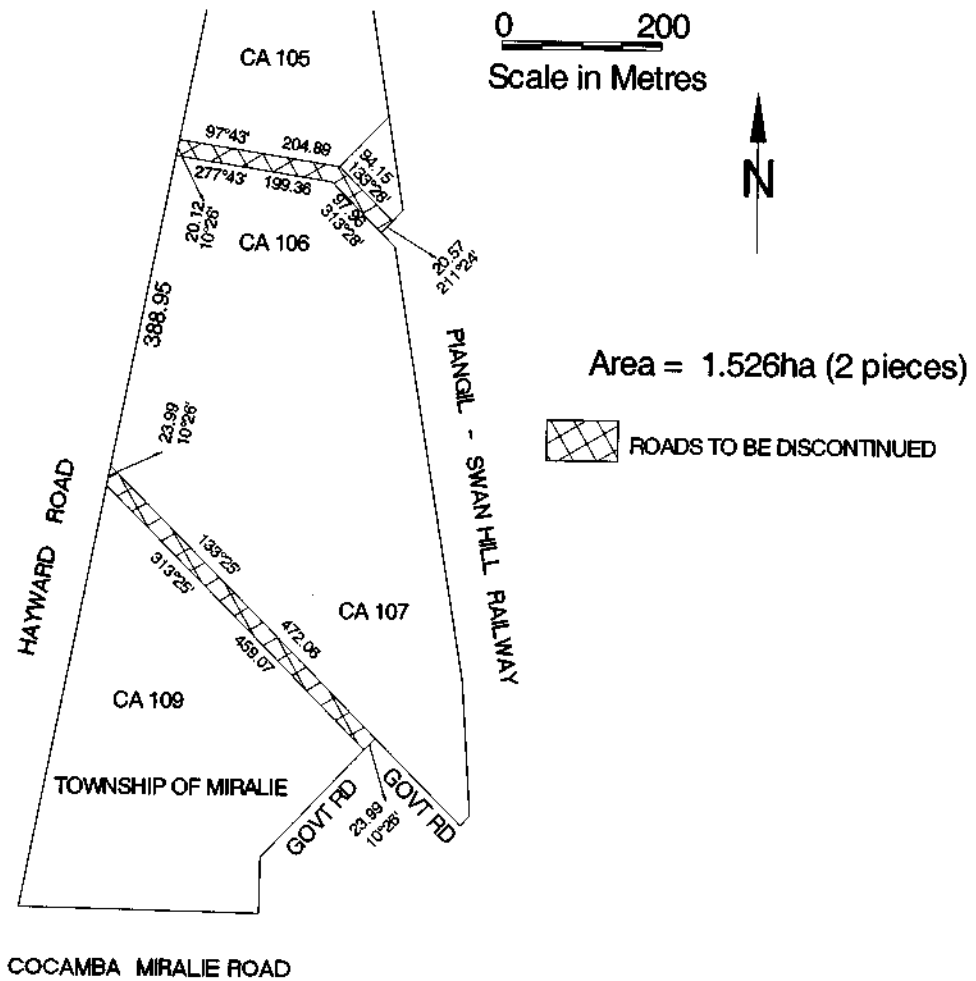 0 200
Scale in Metres
CA 105
N
97°43' 204.89
94.15
133°28'
277°43' 199.36
97.98
313°28'
20.12
10°26'
CA 106
20.57
211°24'
388.95
PIANGIL - SWAN HILL RAILWAY
Area = 1.526ha (2 pieces)
ROADS TO BE DISCONTINUED
23.99
10°26'
HAYWARD ROAD
133°25'
313°25'
472.06
459.07
CA 107
CA 109
TOWNSHIP OF MIRALIE
GOVT RD
GOVT RD
23.99
10°26'
COCAMBA MIRALIE ROAD